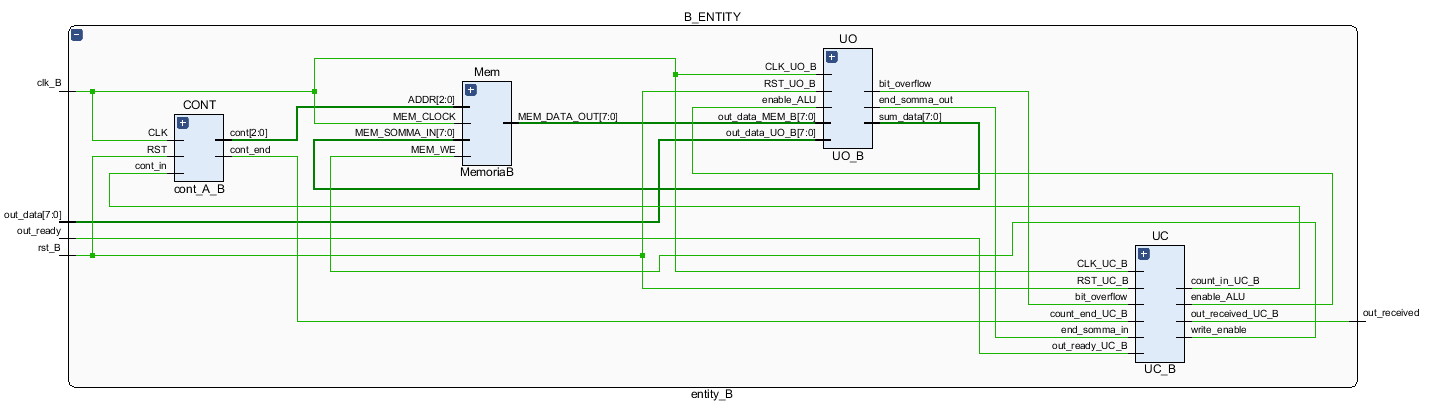 B_ENTITY
clk_B
out_data[7:0]
out_ready
rst_B
CONT
CLK
RST
cont_in
cont[2:0]
cont_end
cont_A_B
Mem
ADDR[2:0]
MEM_CLOCK
MEM_SOMMA_IN[7:0]
MEM_WE
MEM_DATA_OUT[7:0]
MemoriaB
UO
CLK_UO_B
RST_UO_B
enable_ALU
out_data_MEM_B[7:0]
out_data_UO_B[7:0]
bit_overflow
end_somma_out
sum_data[7:0]
UO_B
UC
CLK_UC_B
RST_UC_B
bit_overflow
count_end_UC_B
end_somma_in
out_ready_UC_B
count_in_UC_B
enable_ALU
out_received_UC_B
write_enable
UC_B
out_received
entity_B